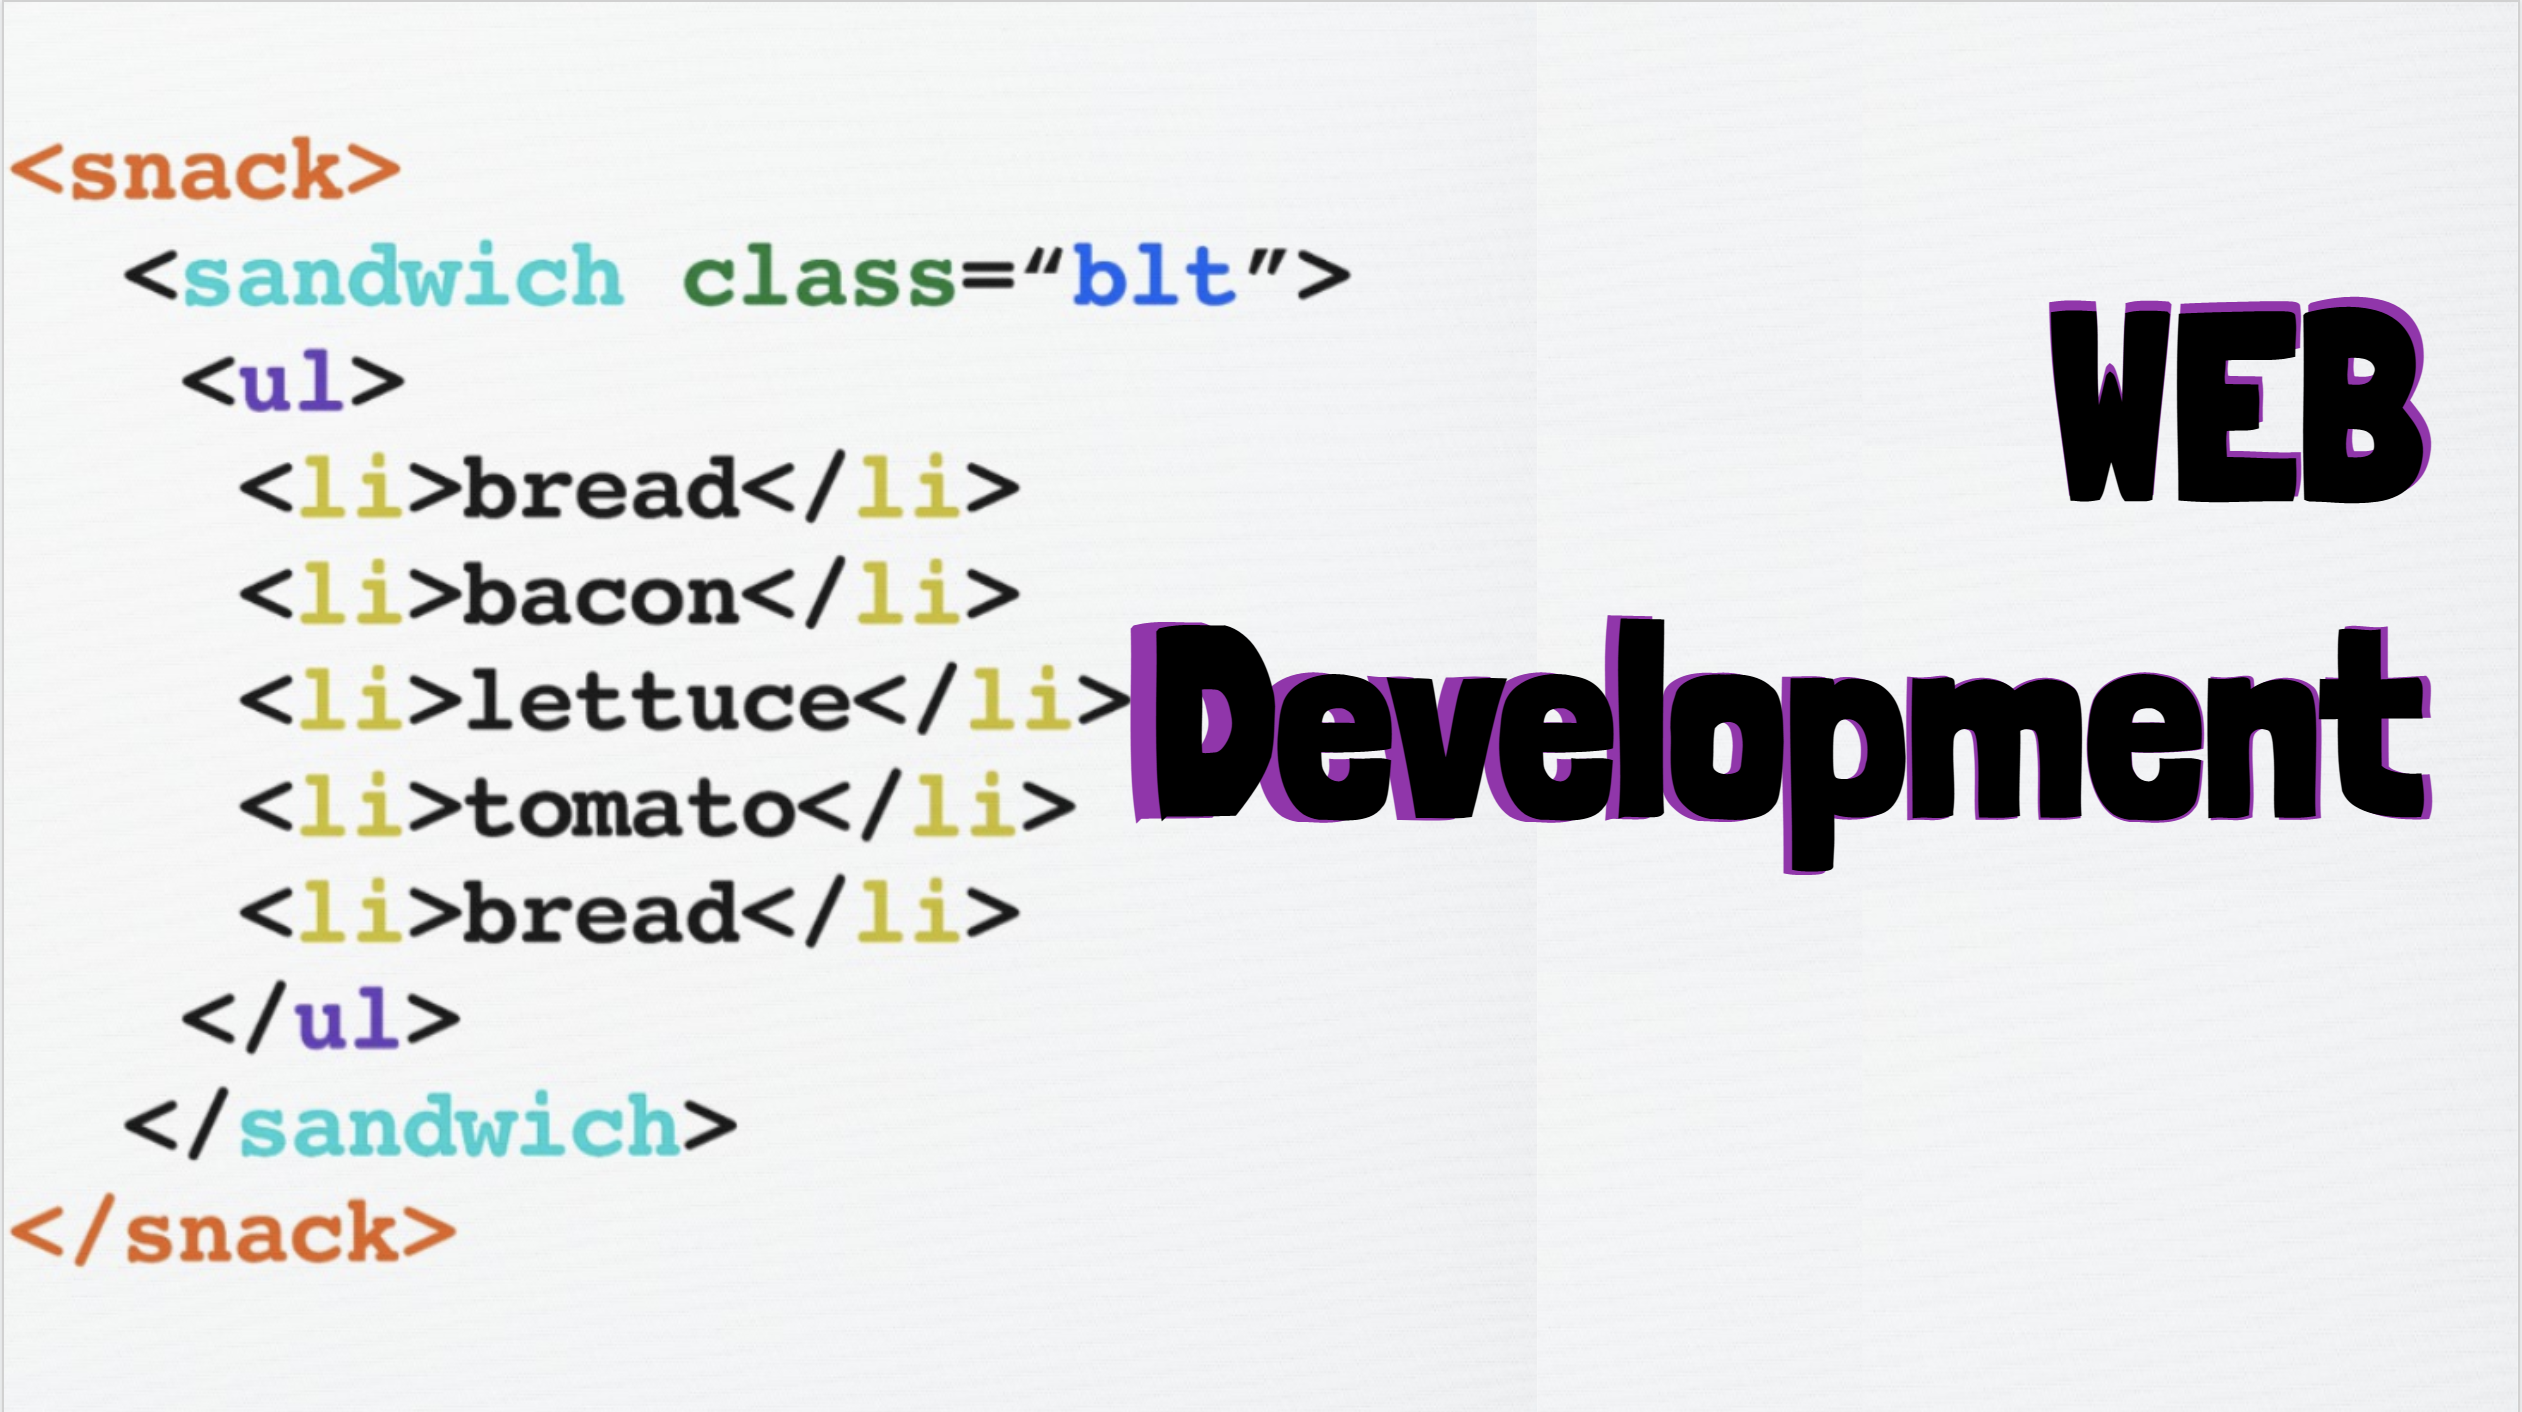 <snack>
<sandwich class=“blt”>
<ul>
<li>bread</li>
<li>bacon</li>
<li>lettuce</li>
<li>tomato</li>
<li>bread</li>
</ul>
</sandwich>
</snack>
WEB
Development